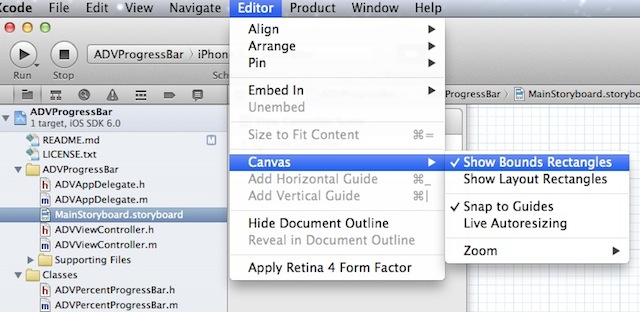 Xcode File Edit View Navigate Editor Product Window Help
ADVProgressBar › iPhon
Run Stop
ADVProgressBar
1 target, iOS SDK 6.0
README.md M
LICENSE.txt
ADVProgressBar
ADVAppDelegate.h
ADVAppDelegate.m
MainStoryboard.storyboard
ADVViewController.h
ADVViewController.m
Supporting Files
Classes
ADVPercentProgressBar.h
ADVPercentProgressBar.m
Align
Arrange
Pin
Embed In
Unembed
Size to Fit Content ⌘=
Canvas
Add Horizontal Guide ⌘_
Add Vertical Guide ⌘|
Hide Document Outline
Reveal in Document Outline
Apply Retina 4 Form Factor
ressBar › MainStoryboard.storybo
✓ Show Bounds Rectangles
Show Layout Rectangles
✓ Snap to Guides
Live Autoresizing
Zoom